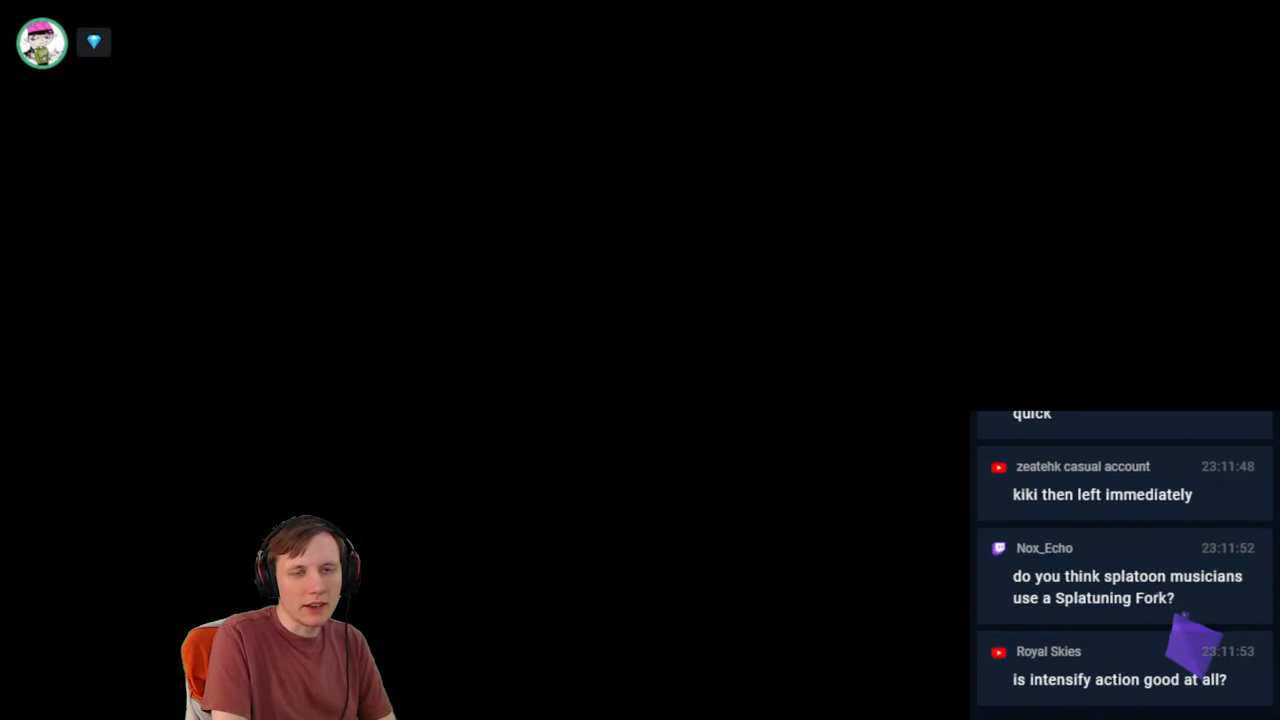 quick
zeatehk casual account 23:11:48
kiki then left immediately
Nox_Echo 23:11:52
do you think splatoon musicians
use a Splatuning Fork?
Royal Skies 23:11:53
is intensify action good at all?